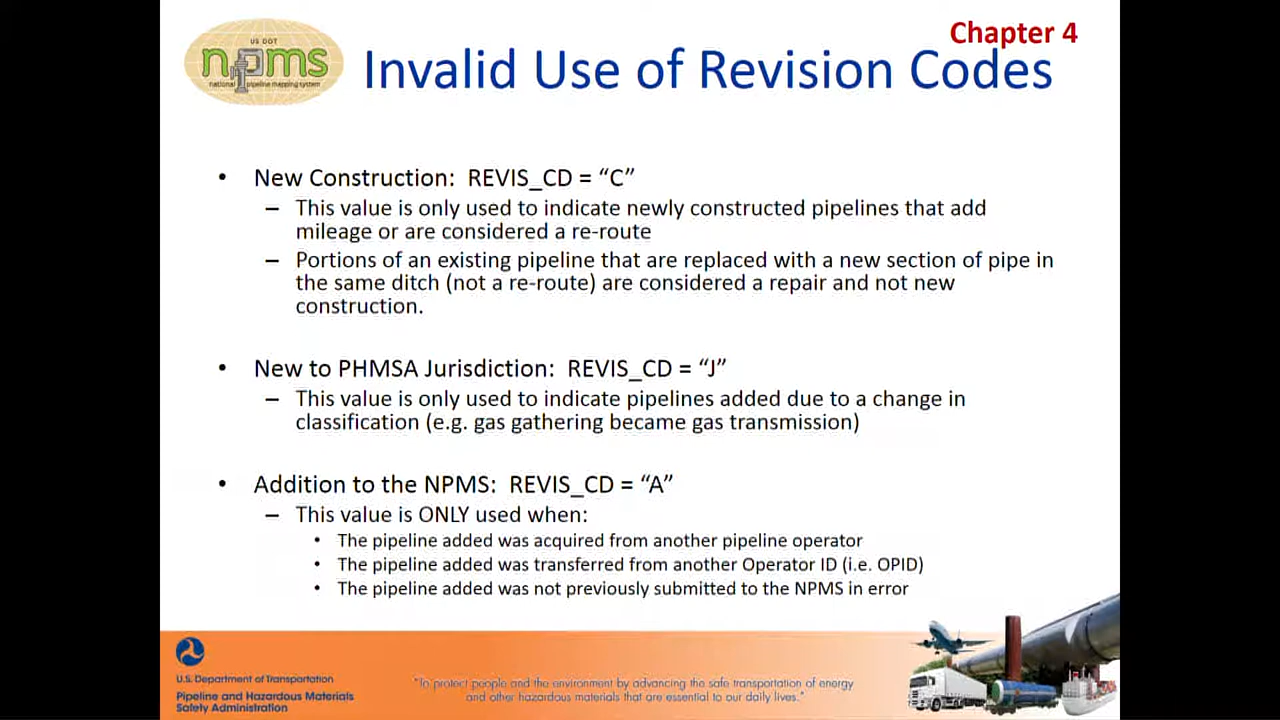 Chapter 4
US DOT
npms
national pipeline mapping system
Invalid Use of Revision Codes
• New Construction: REVIS_CD = “C”
– This value is only used to indicate newly constructed pipelines that add
mileage or are considered a re-route
– Portions of an existing pipeline that are replaced with a new section of pipe in
the same ditch (not a re-route) are considered a repair and not new
construction.
• New to PHMSA Jurisdiction: REVIS_CD = “J”
– This value is only used to indicate pipelines added due to a change in
classification (e.g. gas gathering became gas transmission)
• Addition to the NPMS: REVIS_CD = “A”
– This value is ONLY used when:
• The pipeline added was acquired from another pipeline operator
• The pipeline added was transferred from another Operator ID (i.e. OPID)
• The pipeline added was not previously submitted to the NPMS in error
U.S. Department of Transportation
Pipeline and Hazardous Materials
Safety Administration
"To protect people and the environment by advancing the safe transportation of energy
and other hazardous materials that are essential to our daily lives."